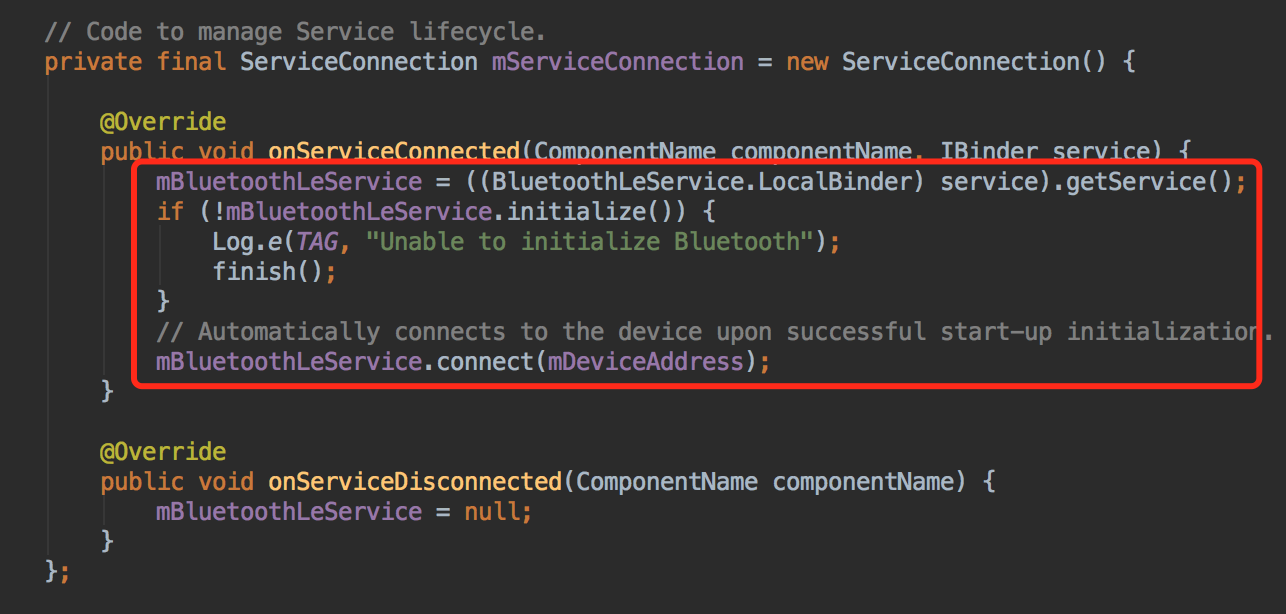 // Code to manage Service lifecycle.
private final ServiceConnection mServiceConnection = new ServiceConnection() {
@Override
public void onServiceConnected(ComponentName componentName, IBinder service) {
mBluetoothLeService = ((BluetoothLeService.LocalBinder) service).getService();
if (!mBluetoothLeService.initialize()) {
Log.e(TAG, "Unable to initialize Bluetooth");
finish();
}
// Automatically connects to the device upon successful start-up initialization.
mBluetoothLeService.connect(mDeviceAddress);
}
@Override
public void onServiceDisconnected(ComponentName componentName) {
mBluetoothLeService = null;
}
};